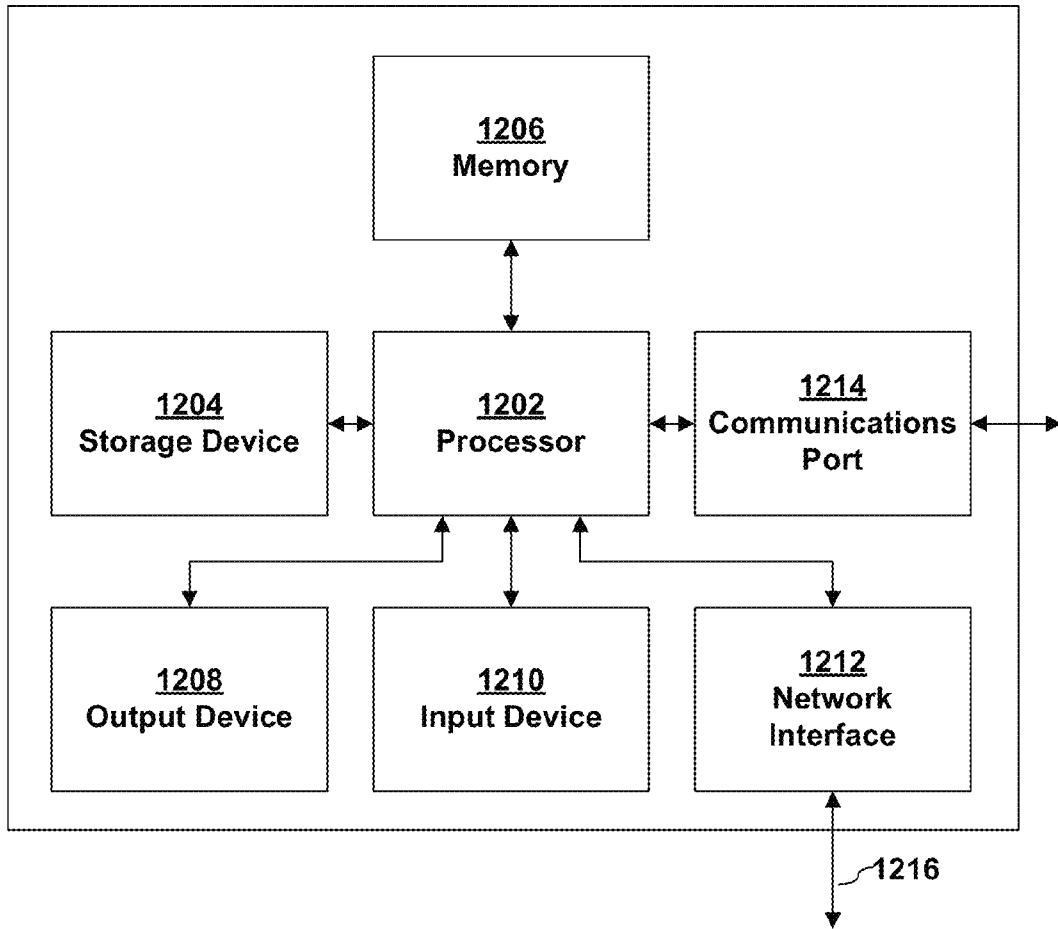 1206
Memory
1204
Storage Device
1202
Processor
1214
Communications
Port
1208
Output Device
1210
Input Device
1212
Network
Interface
1216